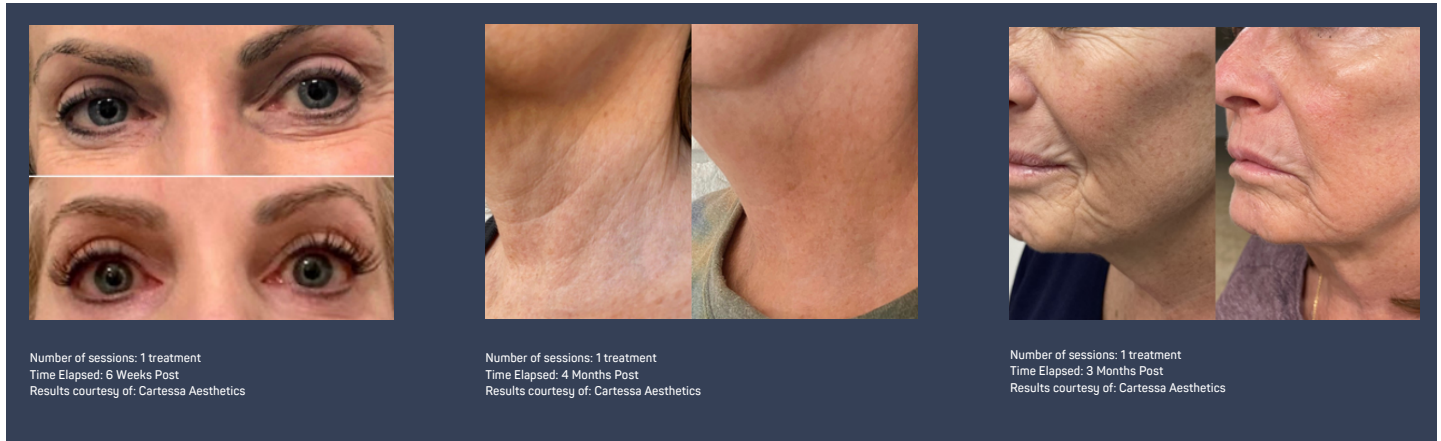 Number of sessions: 1 treatment
Time Elapsed: 6 Weeks Post
Results courtesy of: Cartessa Aesthetics
Number of sessions: 1 treatment
Time Elapsed: 4 Months Post
Results courtesy of: Cartessa Aesthetics
Number of sessions: 1 treatment
Time Elapsed: 3 Months Post
Results courtesy of: Cartessa Aesthetics